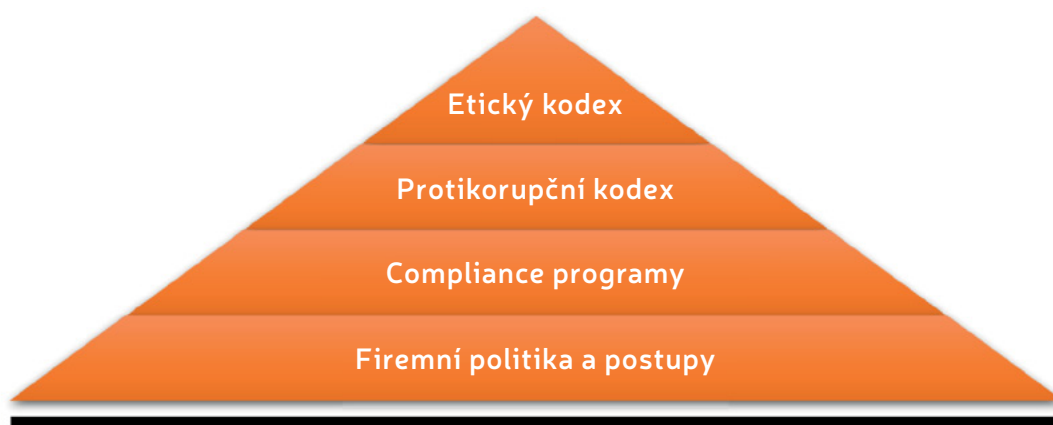 Etický kodex
Protikorupční kodex
Compliance programy
Firemní politika a postupy